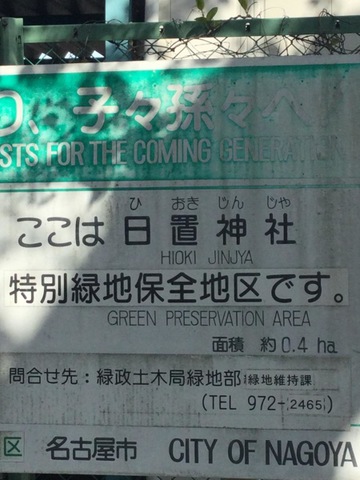 、子々孫々へ
STS FOR THE COMING GENERATION
ひ おき じん じゃ
ここは日置神社
HIOKI JINJYA
特別緑地保全地区です。
GREEN PRESERVATION AREA
面積 約0.4 ha
問合せ先：緑政土木局緑地部緑地維持課
(TEL 972-2465)
区 名古屋市 CITY OF NAGOYA